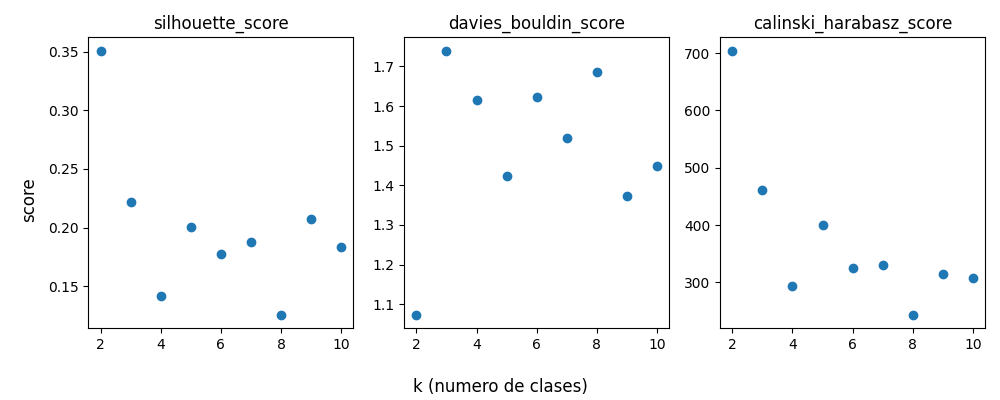 silhouette_score davies_bouldin_score calinski_harabasz_score
0.35 1.7 700
0.30 1.6 600
0.25 1.5 500
0.20 1.4 400
0.15 1.3 300
1.2
1.1
score
2 4 6 8 10 2 4 6 8 10 2 4 6 8 10
k (numero de clases)